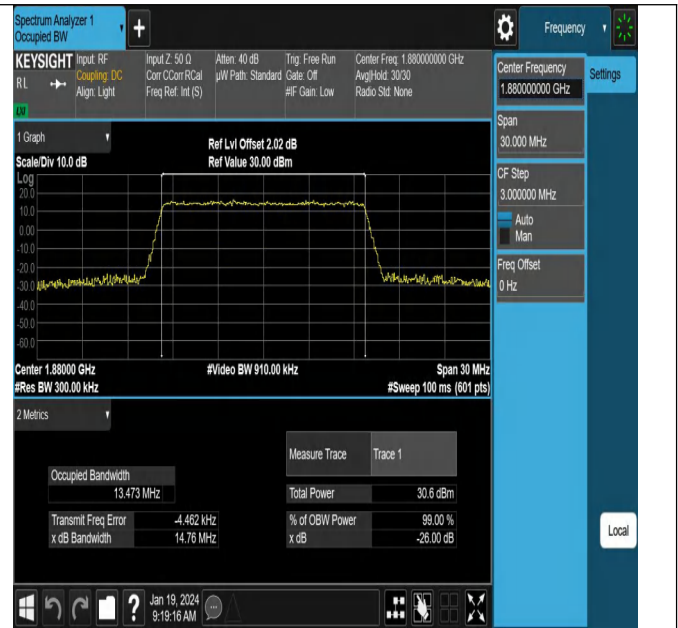 Spectrum Analyzer 1
Occupied BW
+
Frequency
KEYSIGHT Input: RF Input Z: 50 Ω Atten: 40 dB Trig: Free Run Center Freq: 1.880000000 GHz
RL Coupling: DC Corr CCorr RCal µW Path: Standard Gate: Off Avg|Hold: 30/30
Align: Light Freq Ref: Int (S) #IF Gain: Low Radio Std: None
LXI
Center Frequency
1.880000000 GHz
Settings
Span
30.000 MHz
CF Step
3.000000 MHz
Auto
Man
Freq Offset
0 Hz
1 Graph
Ref Lvl Offset 2.02 dB
Scale/Div 10.0 dB Ref Value 30.00 dBm
Log
20.0
10.0
0.00
-10.0
-20.0
-30.0
-40.0
-50.0
-60.0
Center 1.88000 GHz #Video BW 910.00 kHz Span 30 MHz
#Res BW 300.00 kHz #Sweep 100 ms (601 pts)
2 Metrics
Measure Trace Trace 1
Occupied Bandwidth
13.473 MHz
Total Power 30.6 dBm
Transmit Freq Error -4.462 kHz % of OBW Power 99.00 %
x dB Bandwidth 14.76 MHz x dB -26.00 dB
Local
? Jan 19, 2024
9:19:16 AM